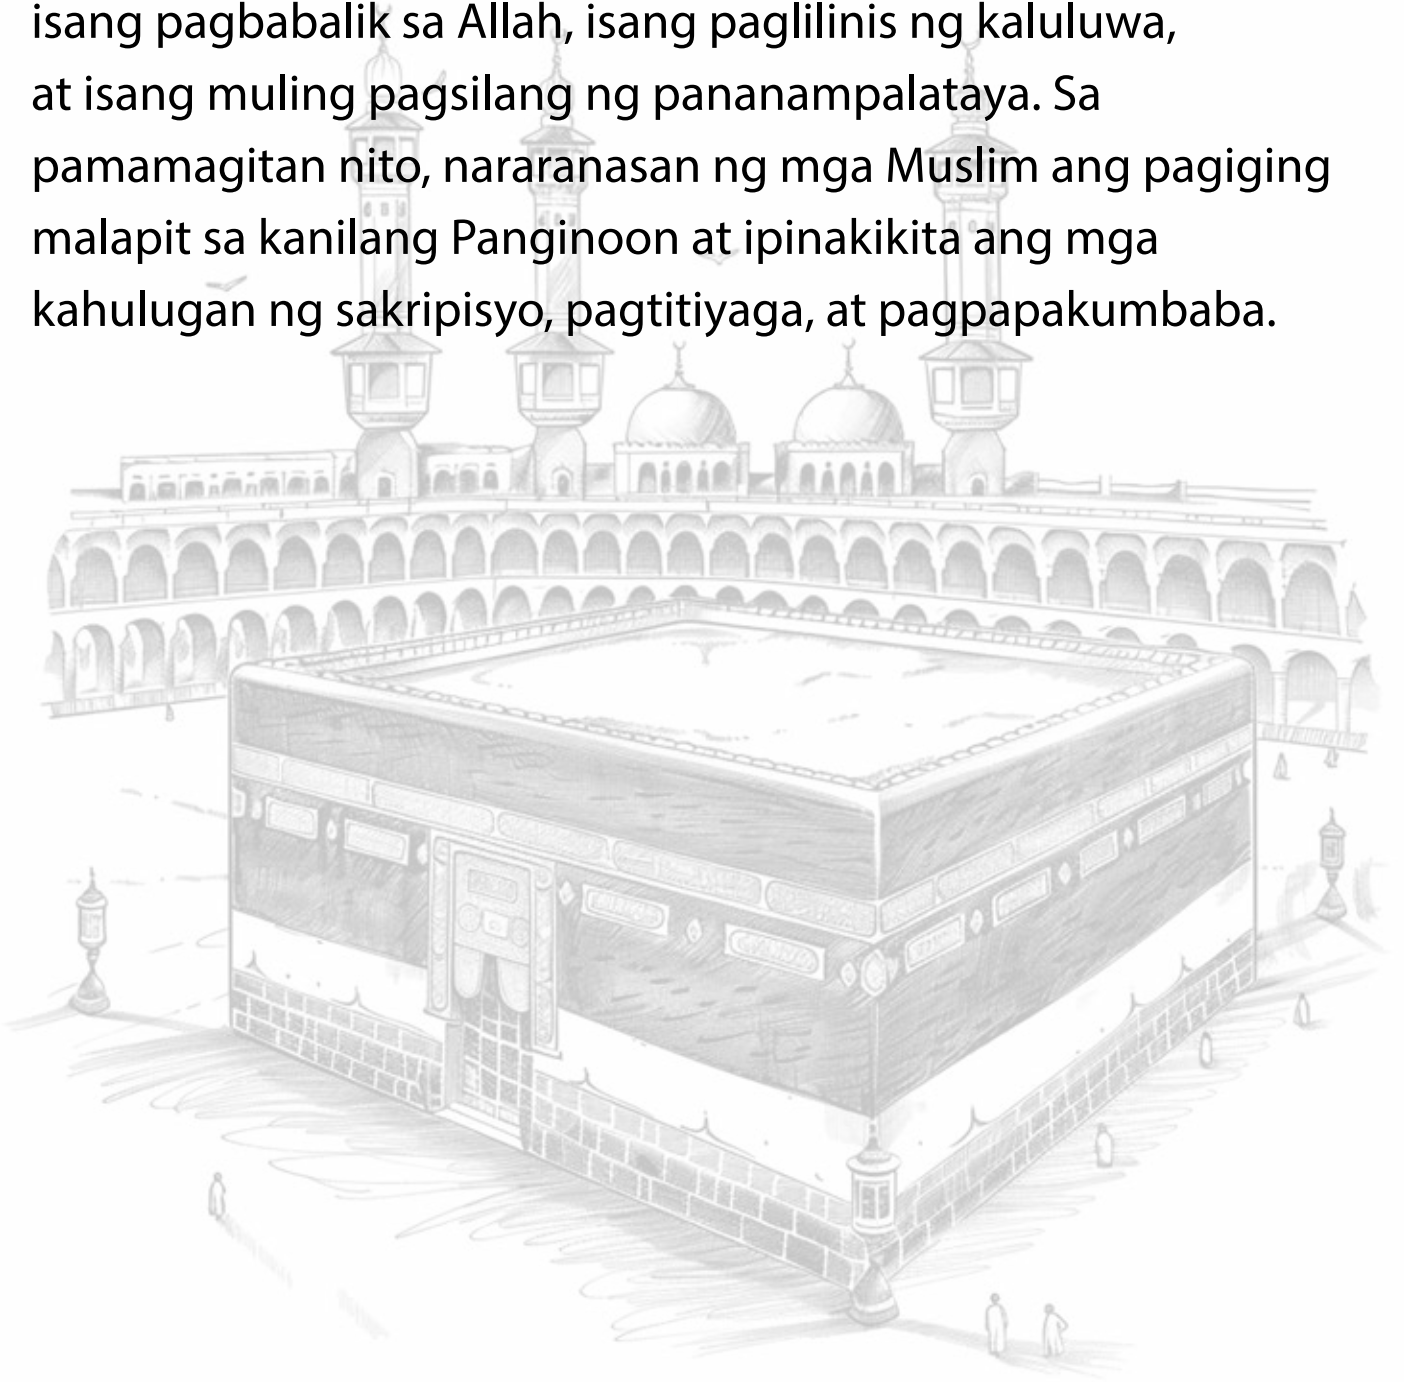 isang pagbabalik sa Allah, isang paglilinis ng kaluluwa,
at isang muling pagsilang ng pananampalataya. Sa
pamamagitan nito, nararanasan ng mga Muslim ang pagiging
malapit sa kanilang Panginoon at ipinakikita ang mga
kahulugan ng sakripisyo, pagtitiyaga, at pagpapakumbaba.